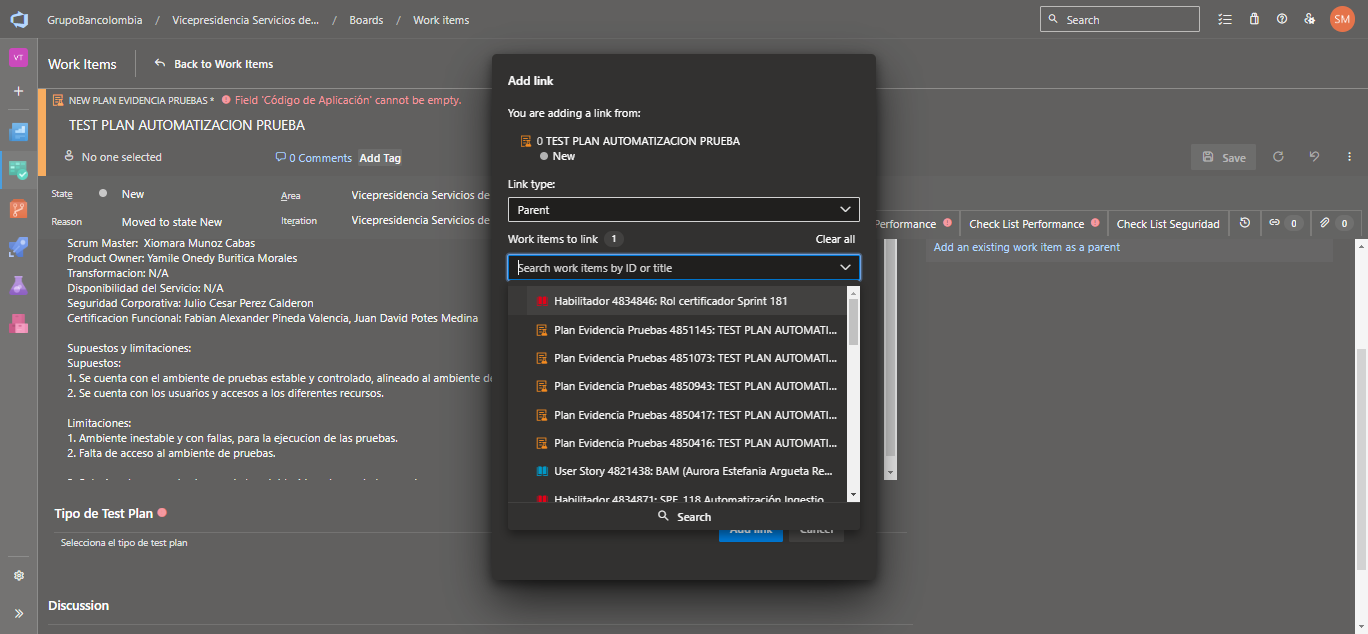 GrupoBancolombia / Vicepresidencia Servicios de... / Boards / Work items
Search
SM
VT
Work Items
Back to Work Items
NEW PLAN EVIDENCIA PRUEBAS *
Field 'Código de Aplicación' cannot be empty.
TEST PLAN AUTOMATIZACION PRUEBA
No one selected
0 Comments
Add Tag
Save
State
New
Area
Vicepresidencia Servicios de
Reason
Moved to state New
Iteration
Vicepresidencia Servicios de
Performance
Check List Performance
Check List Seguridad
0
0
Add an existing work item as a parent
Scrum Master: Xiomara Munoz Cabas
Product Owner: Yamile Onedy Buritica Morales
Transformacion: N/A
Disponibilidad del Servicio: N/A
Seguridad Corporativa: Julio Cesar Perez Calderon
Certificacion Funcional: Fabian Alexander Pineda Valencia, Juan David Potes Medina
Supuestos y limitaciones:
Supuestos:
1. Se cuenta con el ambiente de pruebas estable y controlado, alineado al ambiente de
2. Se cuenta con los usuarios y accesos a los diferentes recursos.
Limitaciones:
1. Ambiente inestable y con fallas, para la ejecucion de las pruebas.
2. Falta de acceso al ambiente de pruebas.
Tipo de Test Plan
Selecciona el tipo de test plan
Discussion
Add link
You are adding a link from:
0 TEST PLAN AUTOMATIZACION PRUEBA
New
Link type:
Parent
Work items to link 1
Clear all
Search work items by ID or title
Habilitador 4834846: Rol certificador Sprint 181
Plan Evidencia Pruebas 4851145: TEST PLAN AUTOMATI...
Plan Evidencia Pruebas 4851073: TEST PLAN AUTOMATI...
Plan Evidencia Pruebas 4850943: TEST PLAN AUTOMATI...
Plan Evidencia Pruebas 4850417: TEST PLAN AUTOMATI...
Plan Evidencia Pruebas 4850416: TEST PLAN AUTOMATI...
User Story 4821438: BAM (Aurora Estefania Argueta Re...
Habilitador 4834871: SPF_118 Automatización Ingestio
Search
Add link
Cancel